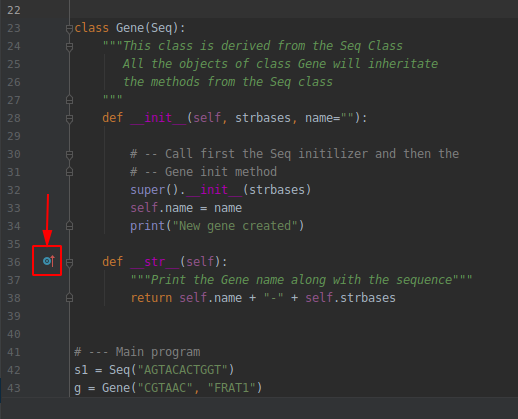 22
23 class Gene(Seq):
24     """This class is derived from the Seq Class
25        All the objects of class Gene will inheritate
26        the methods from the Seq class
27     """
28     def __init__(self, strbases, name=""):
29
30         # -- Call first the Seq initilizer and then the
31         # -- Gene init method
32         super().__init__(strbases)
33         self.name = name
34         print("New gene created")
35
36     def __str__(self):
37         """Print the Gene name along with the sequence"""
38         return self.name + "-" + self.strbases
39
40
41 # --- Main program
42 s1 = Seq("AGTACACTGGT")
43 g = Gene("CGTAAC", "FRAT1")